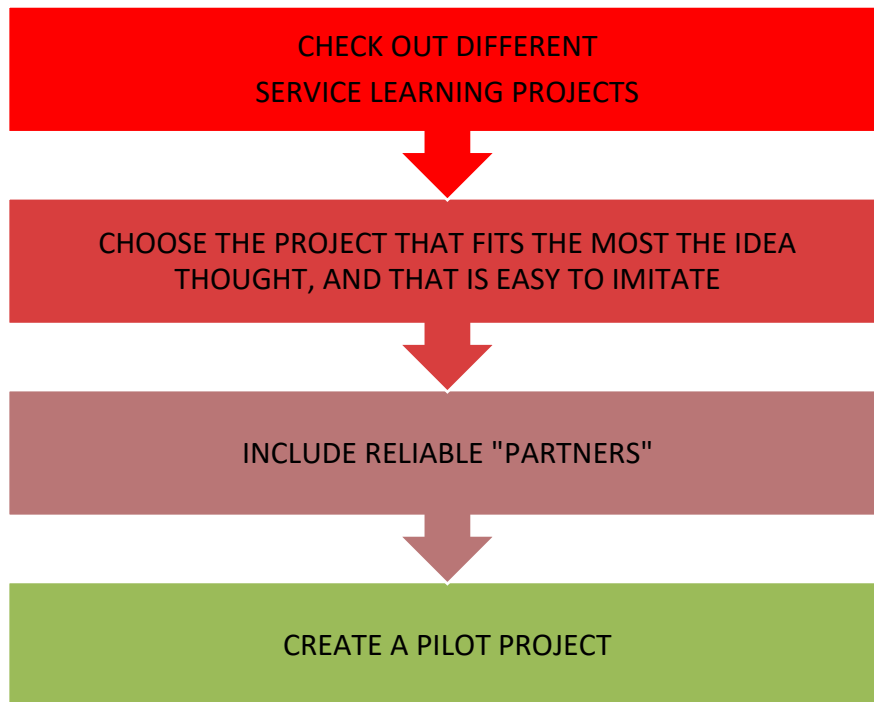 CHECK OUT DIFFERENT
SERVICE LEARNING PROJECTS
CHOOSE THE PROJECT THAT FITS THE MOST THE IDEA
THOUGHT, AND THAT IS EASY TO IMITATE
INCLUDE RELIABLE "PARTNERS"
CREATE A PILOT PROJECT